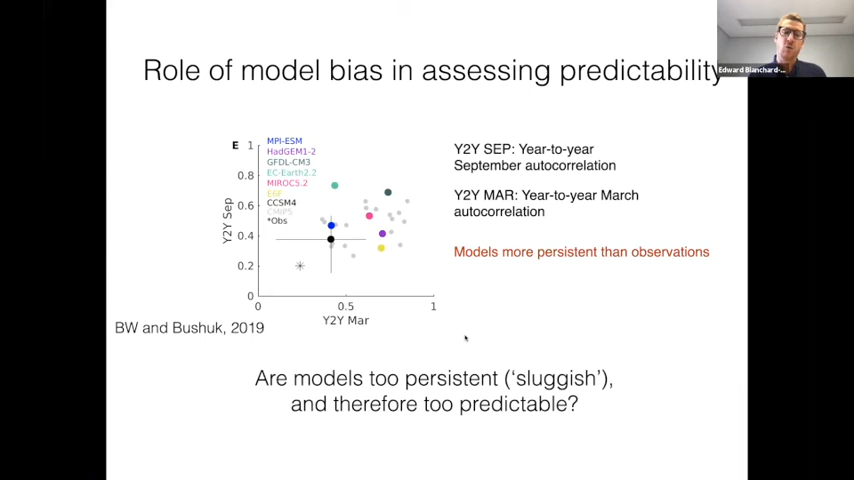 Edward Blanchard-...
Role of model bias in assessing predictability
E
1
0.8
0.6
0.4
0.2
0
Y2Y Sep
MPI-ESM
HadGEM1-2
GFDL-CM3
EC-Earth2.2
MIROC5.2
E6F
CCSM4
CMIP5
*Obs
0
0.5
1
Y2Y Mar
Y2Y SEP: Year-to-year
September autocorrelation
Y2Y MAR: Year-to-year March
autocorrelation
Models more persistent than observations
BW and Bushuk, 2019
Are models too persistent (‘sluggish’),
and therefore too predictable?